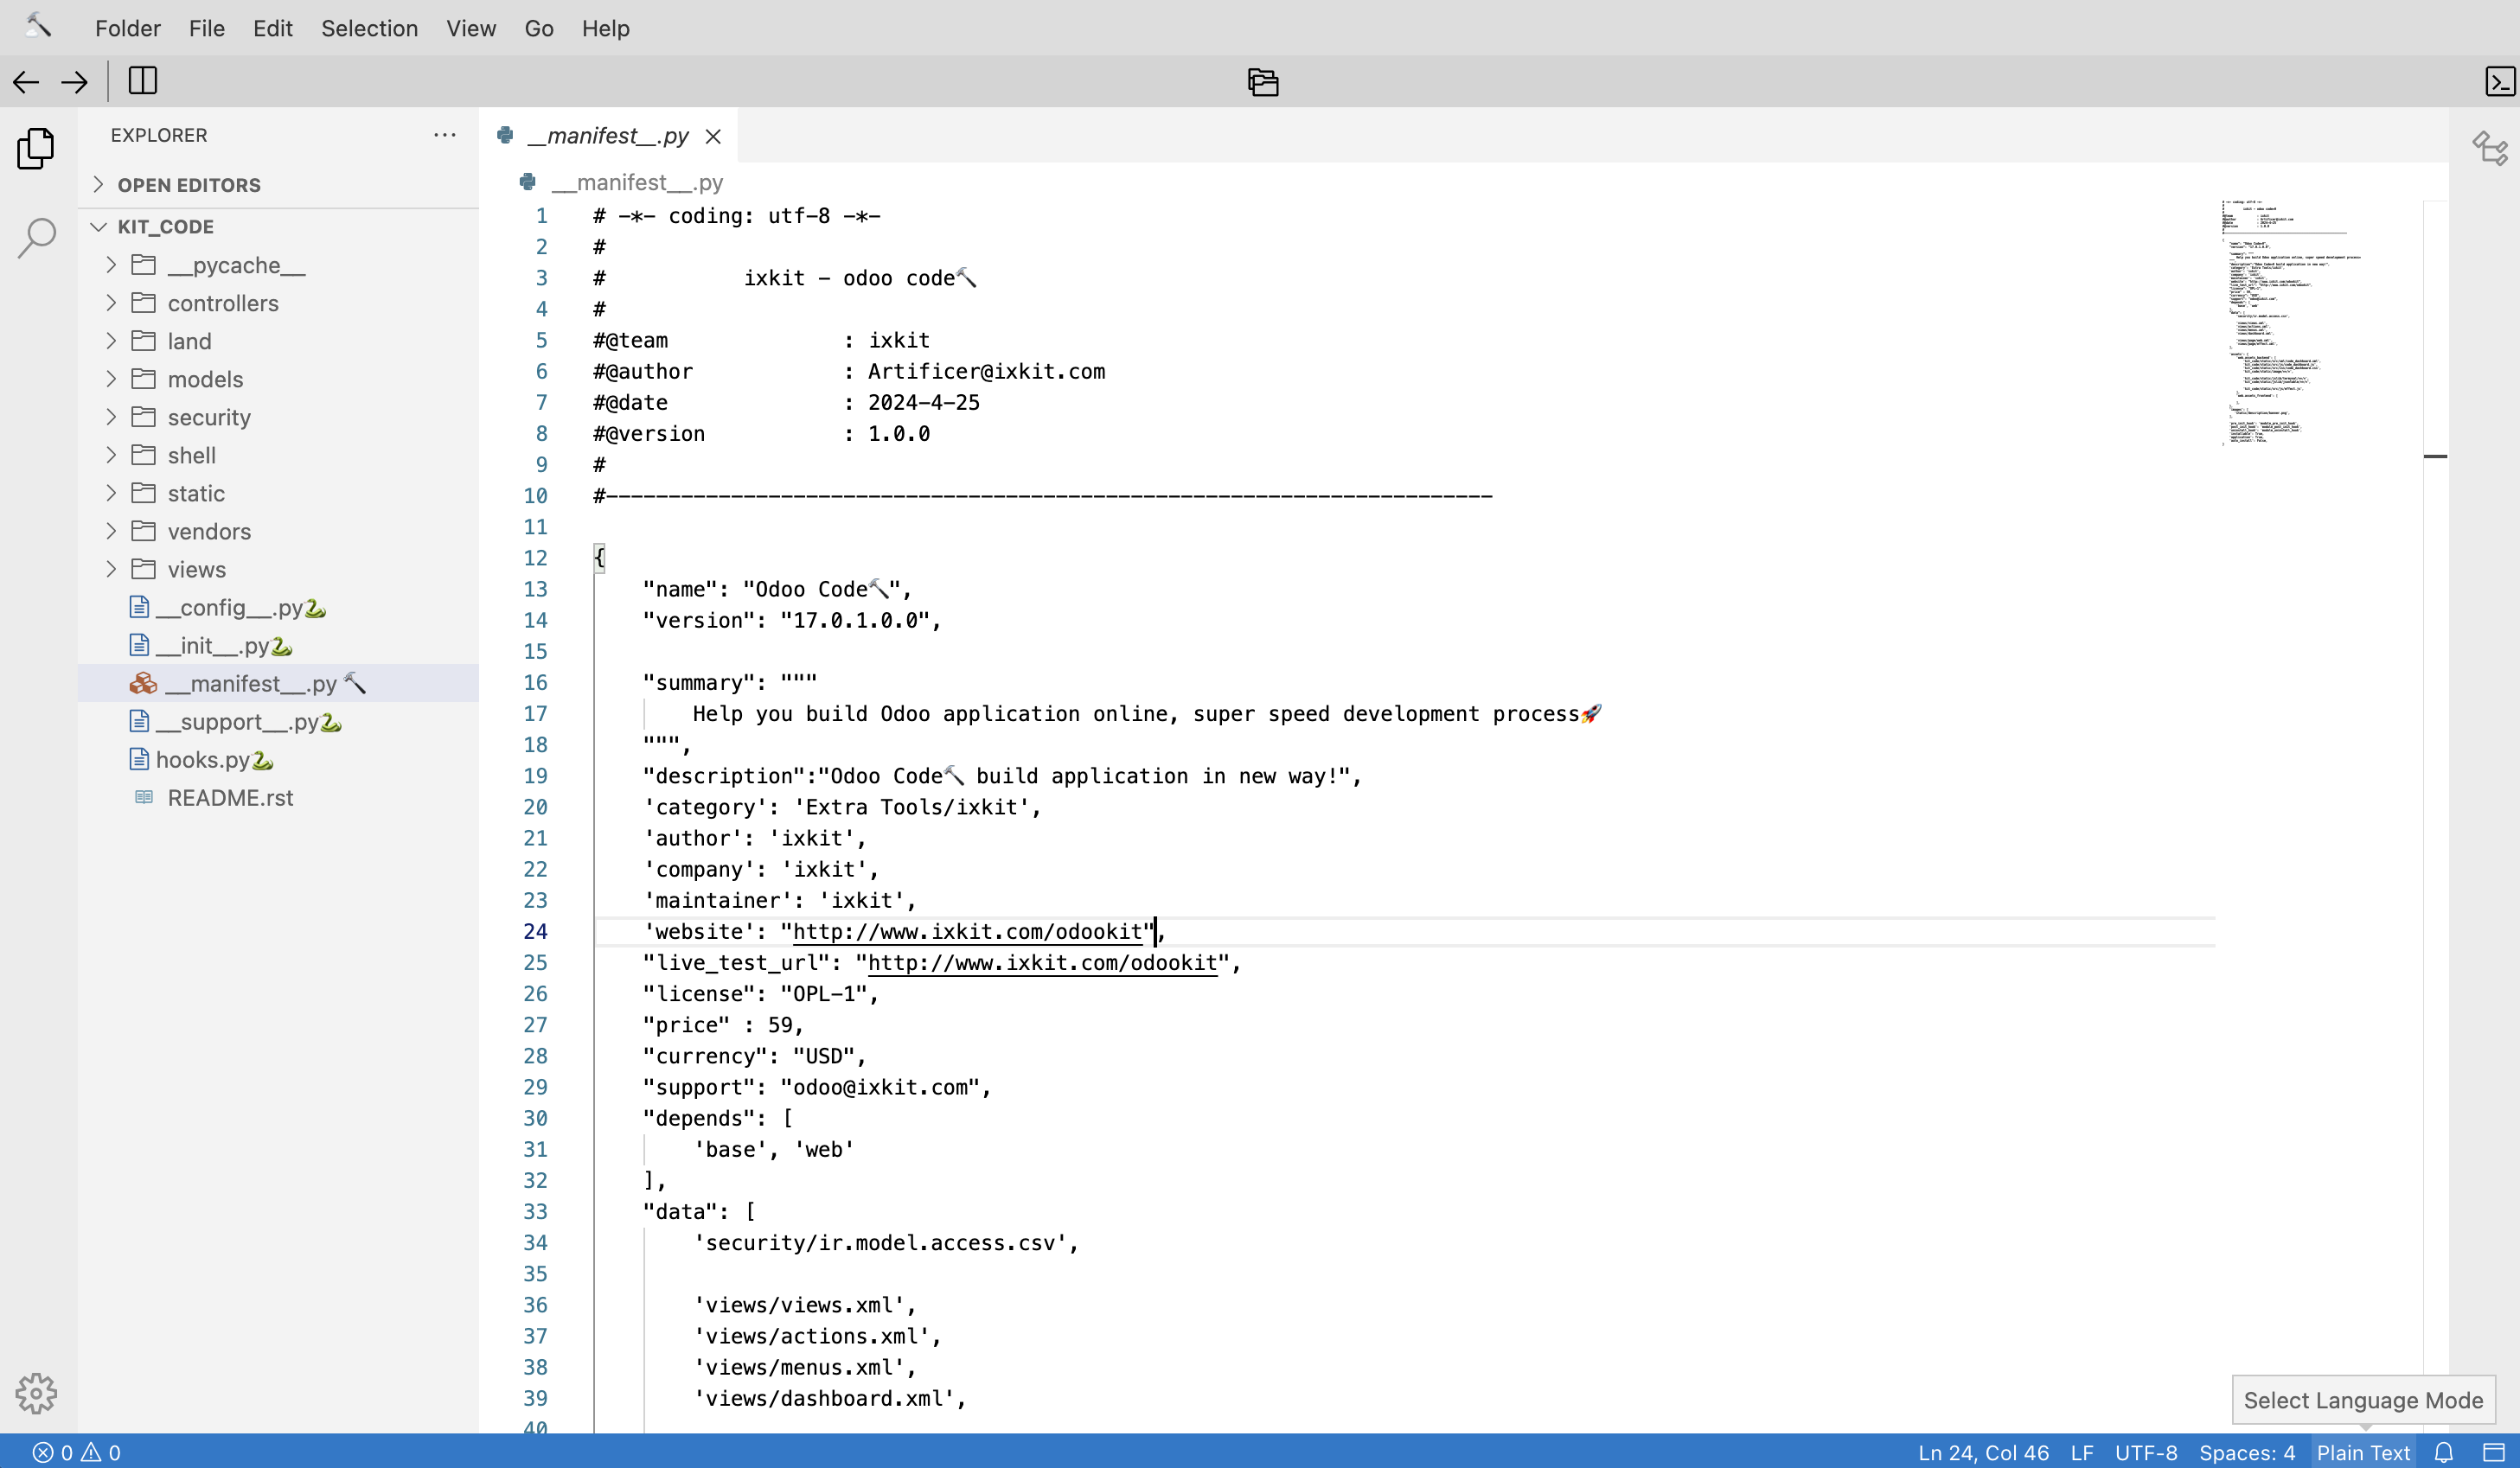 Folder File Edit Selection View Go Help
EXPLORER
OPEN EDITORS
KIT_CODE
__pycache__
controllers
land
models
security
shell
static
vendors
views
__config__.py🐍
__init__.py🐍
__manifest__.py 🔨
__support__.py🐍
hooks.py🐍
README.rst
__manifest__.py
__manifest__.py
1 # -*- coding: utf-8 -*-
2 #
3 # ixkit - odoo code🔨
4 #
5 #@team : ixkit
6 #@author : Artificer@ixkit.com
7 #@date : 2024-4-25
8 #@version : 1.0.0
9 #
10 #-----------------------------------------------------------------------
11
12 {
13 "name": "Odoo Code🔨",
14 "version": "17.0.1.0.0",
15
16 "summary": """
17 Help you build Odoo application online, super speed development process🚀
18 """,
19 "description":"Odoo Code🔨 build application in new way!",
20 'category': 'Extra Tools/ixkit',
21 'author': 'ixkit',
22 'company': 'ixkit',
23 'maintainer': 'ixkit',
24 'website': "http://www.ixkit.com/odookit",
25 "live_test_url": "http://www.ixkit.com/odookit",
26 "license": "OPL-1",
27 "price" : 59,
28 "currency": "USD",
29 "support": "odoo@ixkit.com",
30 "depends": [
31 'base', 'web'
32 ],
33 "data": [
34 'security/ir.model.access.csv',
35
36 'views/views.xml',
37 'views/actions.xml',
38 'views/menus.xml',
39 'views/dashboard.xml',
40
Select Language Mode
0 0
Ln 24, Col 46 LF UTF-8 Spaces: 4 Plain Text